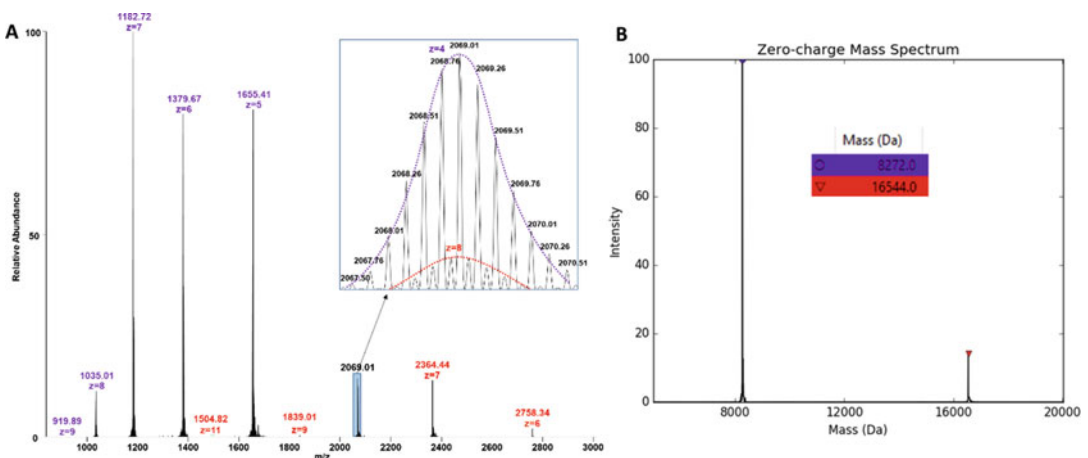 A
100
50
0
Relative Abundance
1182.72
z=7
1379.67
z=6
1655.41
z=5
1035.01
z=8
919.89
z=9
1504.82
z=11
1839.01
z=9
2069.01
2364.44
z=7
2758.34
z=6
1000
1200
1400
1600
1800
2000
2200
2400
2600
2800
3000
m/z
z=4
2069.01
2068.76
2069.26
2068.51
2069.51
2068.26
2069.76
2068.01
2070.01
2067.76
2070.26
2067.50
2070.51
z=8
B
Zero-charge Mass Spectrum
100
80
60
40
20
0
Intensity
Mass (Da)
8272.0
16544.0
8000
12000
16000
20000
Mass (Da)